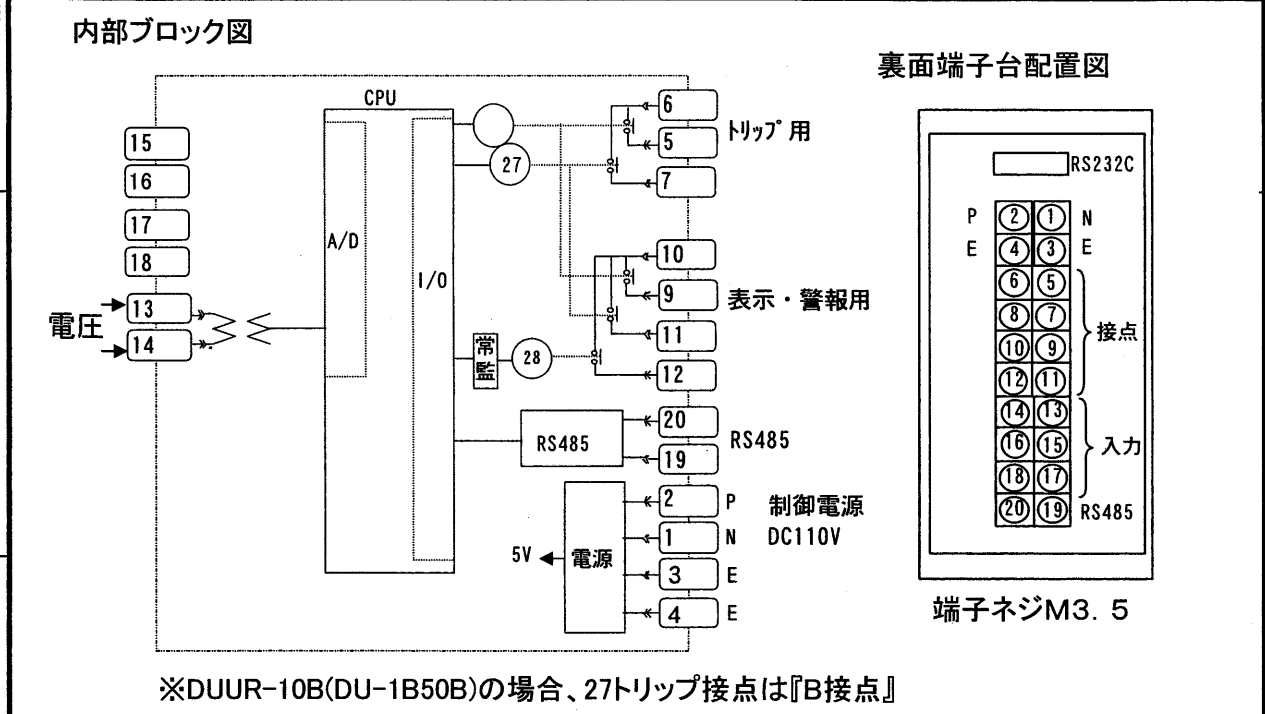 内部ブロック図
裏面端子台配置図
CPU
A/D
I/O
15
16
17
18
電圧
13
14
27
常監
28
6
5
7
トリップ用
10
9
11
12
表示・警報用
RS485
20
19
RS485
5V
電源
2 P
1 N
3 E
4 E
制御電源
DC110V
RS232C
P ② ① N
E ④ ③ E
⑥ ⑤
⑧ ⑦
⑩ ⑨
⑫ ⑪
接点
⑭ ⑬
⑯ ⑮
⑱ ⑰
入力
⑳ ⑲ RS485
端子ネジM3.5
※DUUR-10B(DU-1B50B)の場合、27トリップ接点は『B接点』